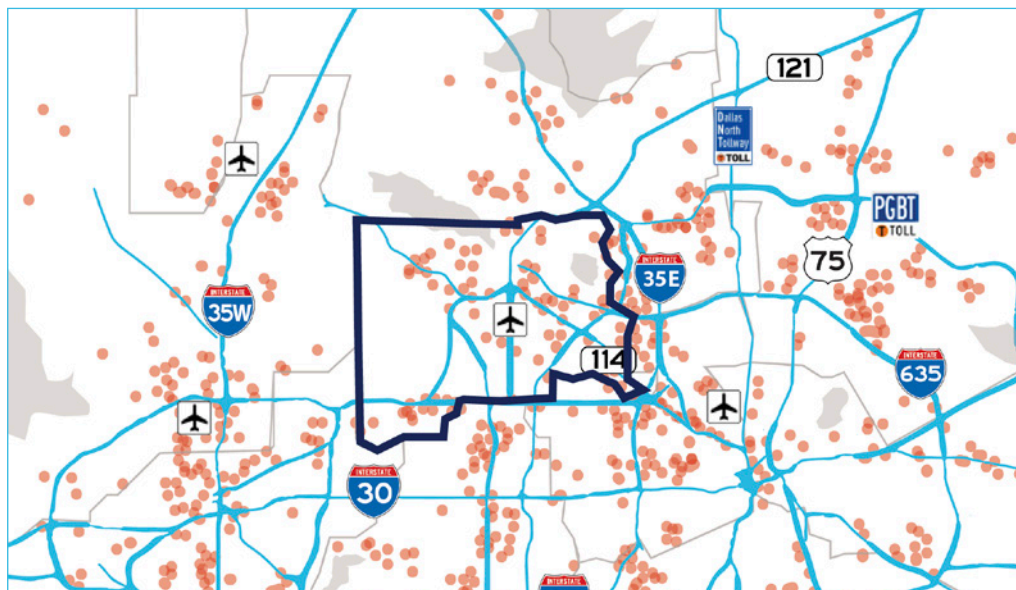 121
Dallas
North
Tollway
T TOLL
PGBT
T TOLL
75
INTERSTATE
35E
INTERSTATE
35W
114
INTERSTATE
635
INTERSTATE
30
INTERSTATE